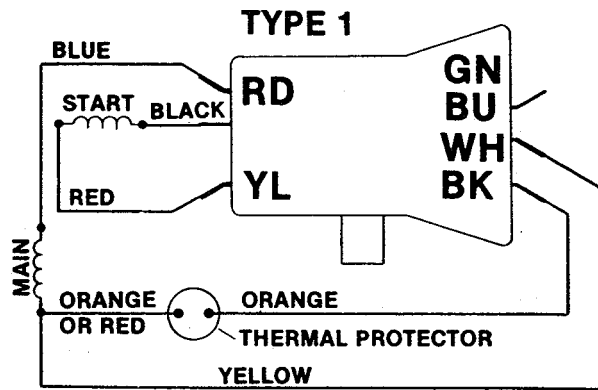 TYPE 1
BLUE
RD
GN
START
BLACK
BU
WH
RED
YL
BK
MAIN
ORANGE
OR RED
ORANGE
THERMAL PROTECTOR
YELLOW